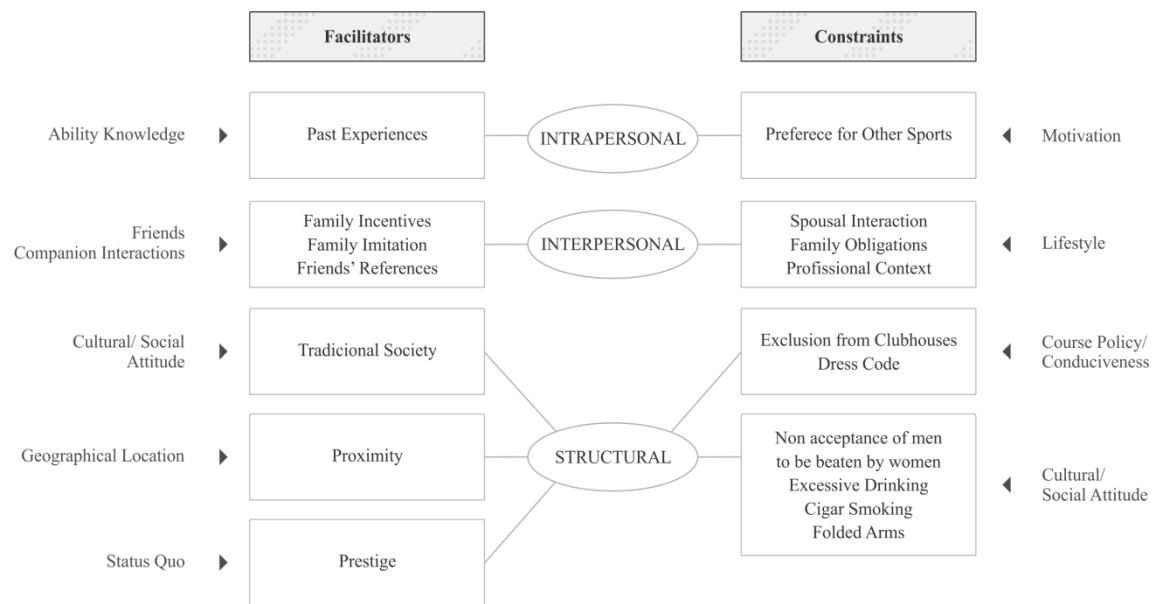 Facilitators
Constraints
Ability Knowledge
Past Experiences
INTRAPERSONAL
Preferece for Other Sports
Motivation
Friends
Companion Interactions
Family Incentives
Family Imitation
Friends' References
INTERPERSONAL
Spousal Interaction
Family Obligations
Profissional Context
Lifestyle
Cultural/ Social
Attitude
Tradicional Society
Exclusion from Clubhouses
Dress Code
Course Policy/
Conduciveness
Geographical Location
Proximity
STRUCTURAL
Non acceptance of men
to be beaten by women
Excessive Drinking
Cigar Smoking
Folded Arms
Cultural/
Social Attitude
Status Quo
Prestige